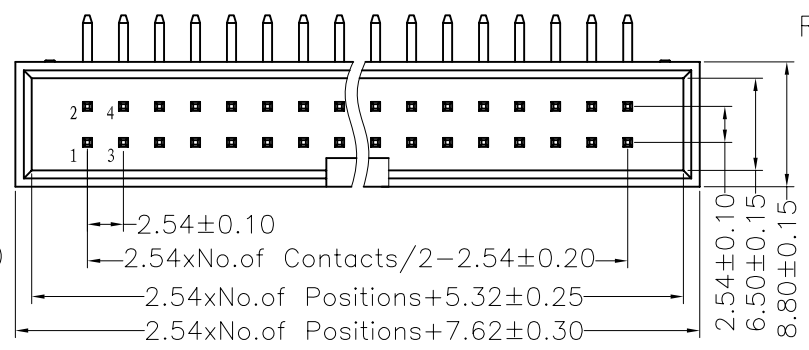 F
2 4
1 3
2.54±0.10
)
2.54xNo.of Contacts/2-2.54±0.20
2.54xNo.of Positions+5.32±0.25
2.54xNo.of Positions+7.62±0.30
2.54±0.10
6.50±0.15
8.80±0.15